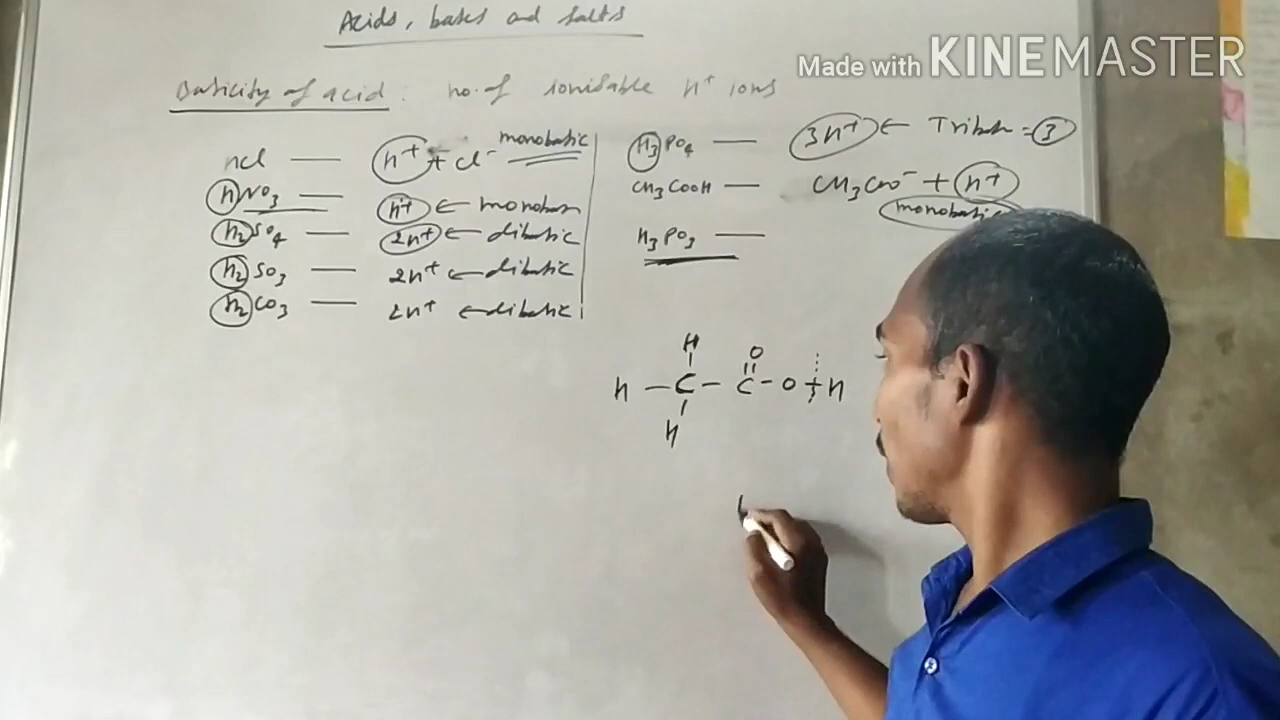 Acids, bases and salts
Made with KINEMASTER
Basicity of acid : no. of ionisable H+ ions
HCl — H+ + Cl- monobasic
HNO3 — H+ ← monobasic
H2SO4 — 2H+ ← dibasic
H2SO3 — 2H+ ← dibasic
H2CO3 — 2H+ ← dibasic
H3PO4 — 3H+ ← Tribasic = 3
CH3COOH — CH3COO- + H+
monobasic
H3PO3 —
H O
H — C — C - O + H
H